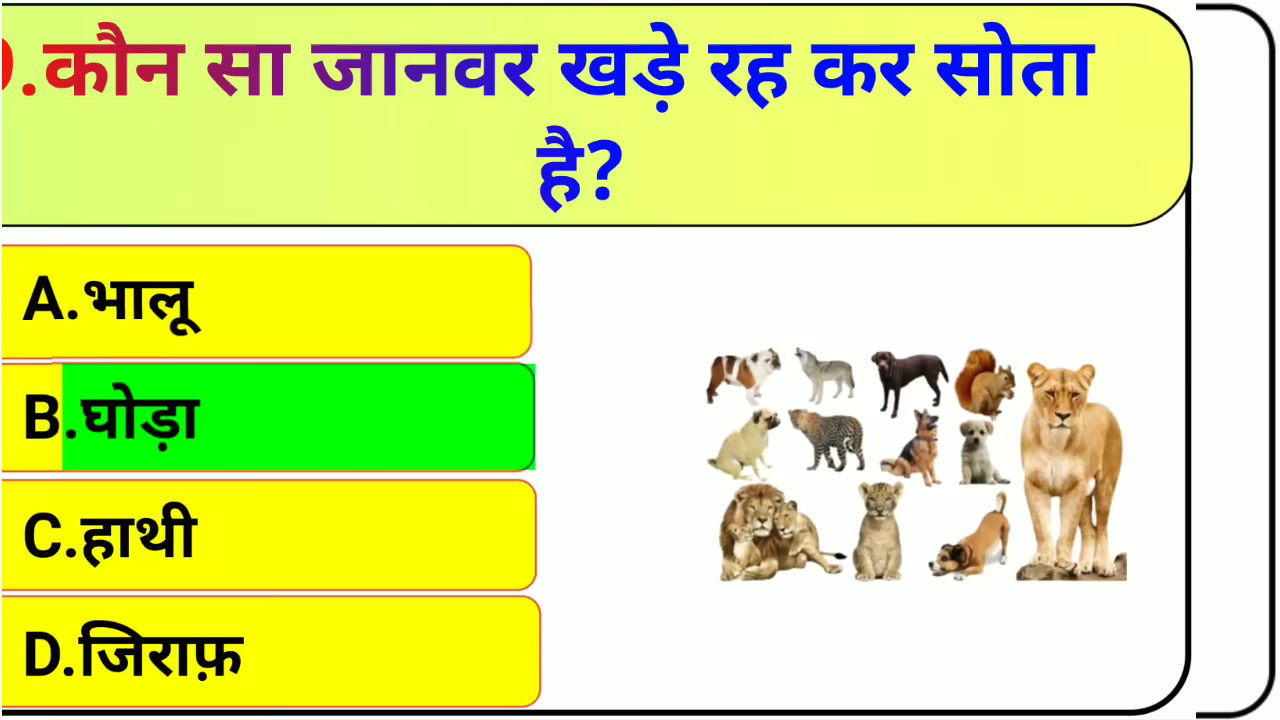 .कौन सा जानवर खड़े रह कर सोता
है?
A.भालू
B.घोड़ा
C.हाथी
D.जिराफ़